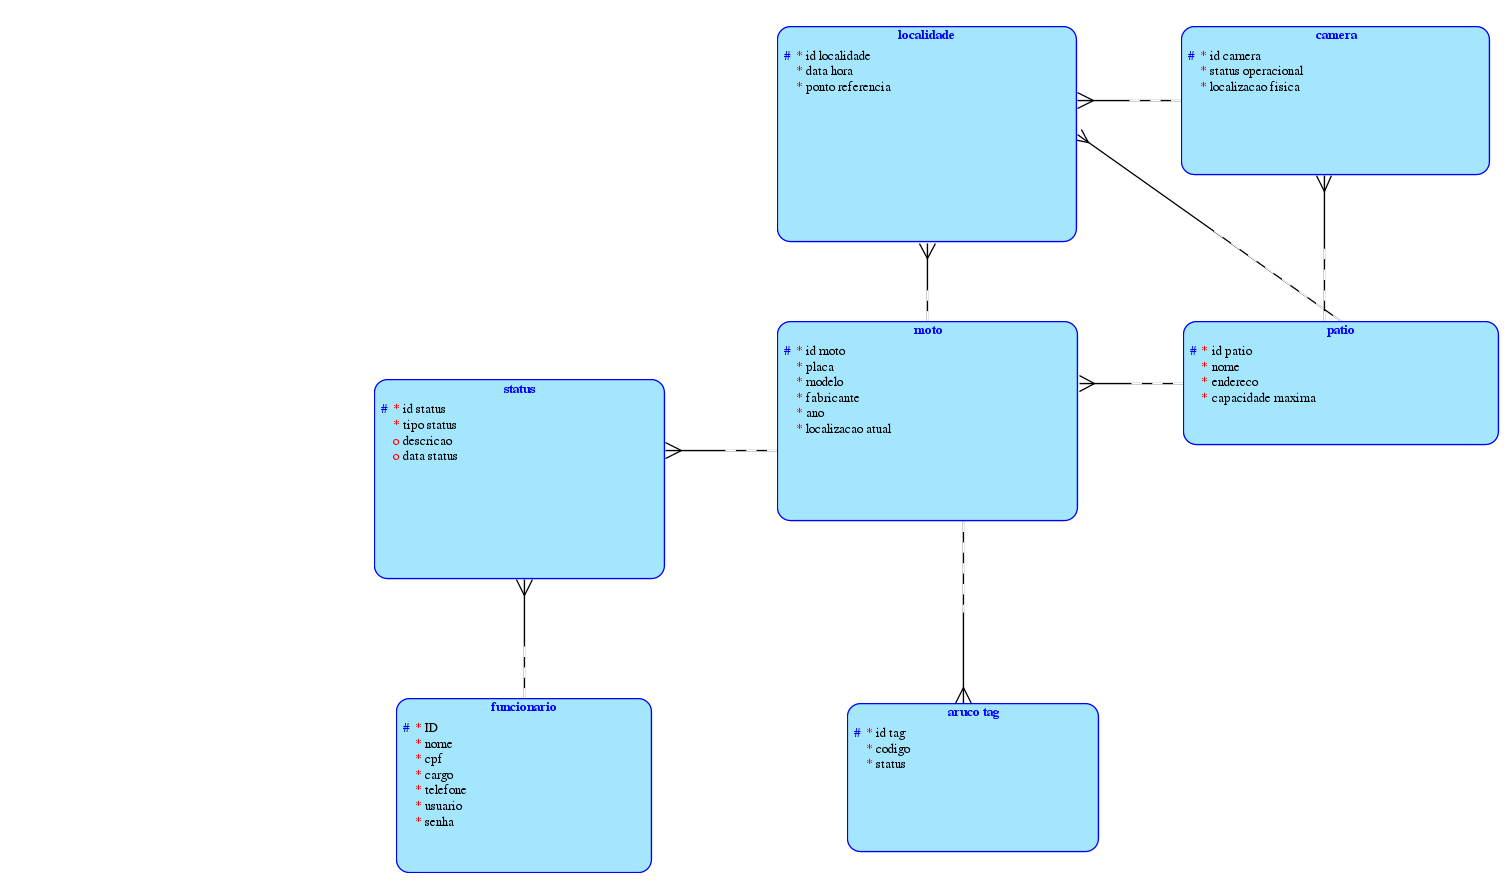 localidade
# * id localidade
* data hora
* ponto referencia
camera
# * id camera
* status operacional
* localizacao fisica
moto
# * id moto
* placa
* modelo
* fabricante
* ano
* localizacao atual
patio
# * id patio
* nome
* endereco
* capacidade maxima
status
# * id status
* tipo status
o descricao
o data status
funcionario
# * ID
* nome
* cpf
* cargo
* telefone
* usuario
* senha
aruco tag
# * id tag
* codigo
* status